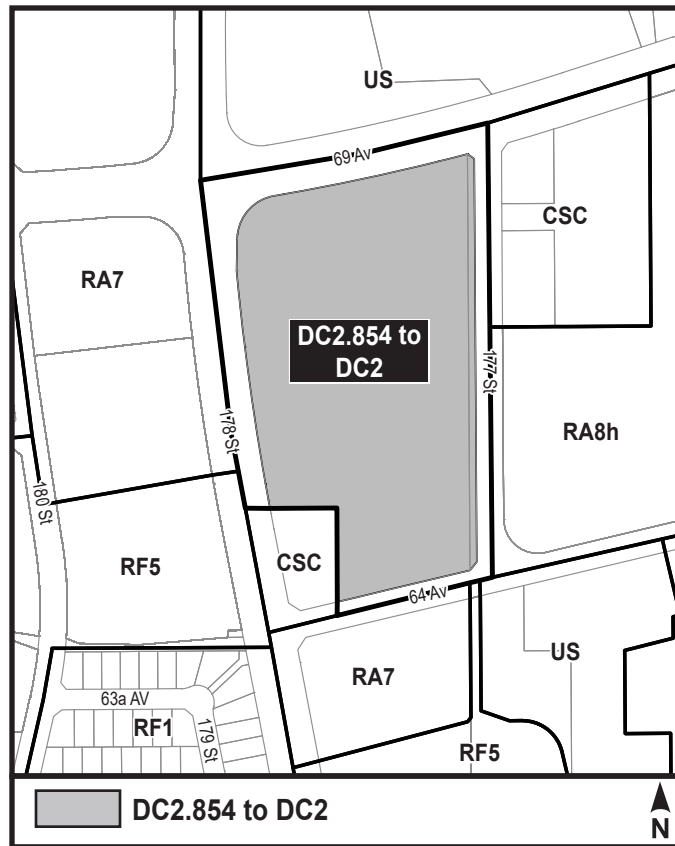 US
69 Av
CSC
RA7
DC2.854 to
DC2
177 St
178 St
RA8h
180 St
RF5
CSC
64 Av
US
RA7
63a AV
RF1
179 St
RF5
DC2.854 to DC2
N